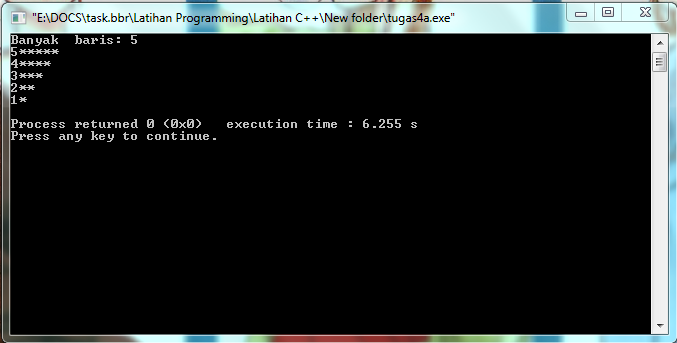 "E:\DOCS\task.bbr\Latihan Programming\Latihan C++\New folder\tugas4a.exe"
Banyak  baris: 5
5*****
4****
3***
2**
1*
Process returned 0 (0x0)   execution time : 6.255 s
Press any key to continue.